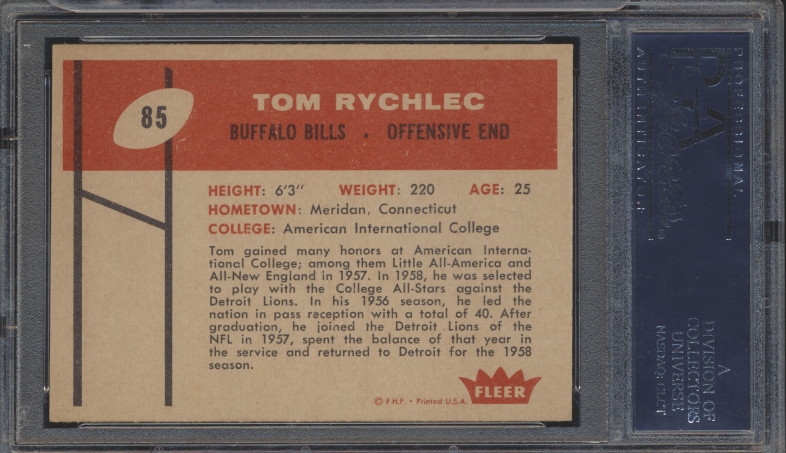 85
TOM RYCHLEC
BUFFALO BILLS • OFFENSIVE END
HEIGHT: 6'3" WEIGHT: 220 AGE: 25
HOMETOWN: Meridan, Connecticut
COLLEGE: American International College
Tom gained many honors at American Interna-
tional College; among them Little All-America and
All-New England in 1957. In 1958, he was selected
to play with the College All-Stars against the
Detroit Lions. In his 1956 season, he led the
nation in pass reception with a total of 40. After
graduation, he joined the Detroit Lions of the
NFL in 1957, spent the balance of that year in
the service and returned to Detroit for the 1958
season.
FLEER
© F.H.F. • Printed U.S.A.
PROFESSIONAL
PSA
AUTHENTICATOR
A
DIVISION OF
COLLECTORS
UNIVERSE
NASDAQ: CLCT